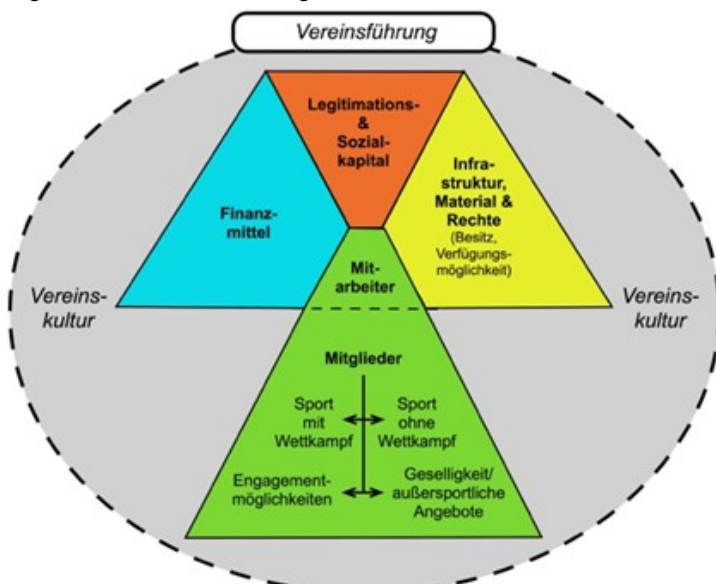 Vereinsführung
Legitimations-
&
Sozial-
kapital
Finanz-
mittel
Infra-
struktur,
Material &
Rechte
(Besitz,
Verfügungs-
möglichkeit)
Mit-
arbeiter
Vereins-
kultur
Vereins-
kultur
Mitglieder
Sport
mit
Wettkampf
Sport
ohne
Wettkampf
Engagement-
möglichkeiten
Geselligkeit/
außersportliche
Angebote